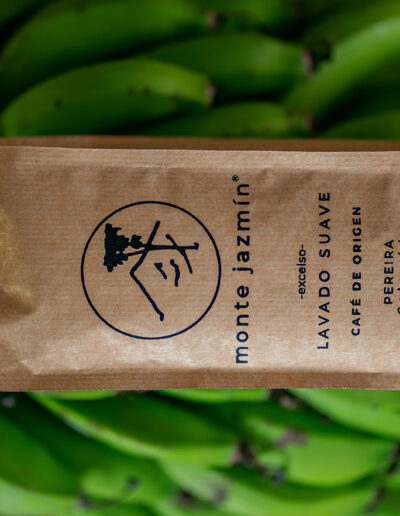 monte jazmín®
-excelso-
LAVADO SUAVE
CAFÉ DE ORIGEN
PEREIRA